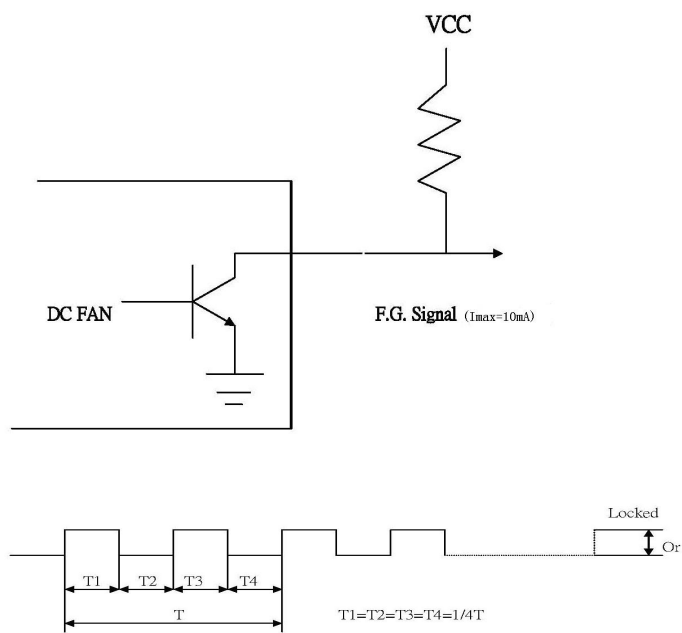 VCC
DC FAN
F.G. Signal (Imax=10mA)
Locked
Or
T1 T2 T3 T4
T
T1=T2=T3=T4=1/4T